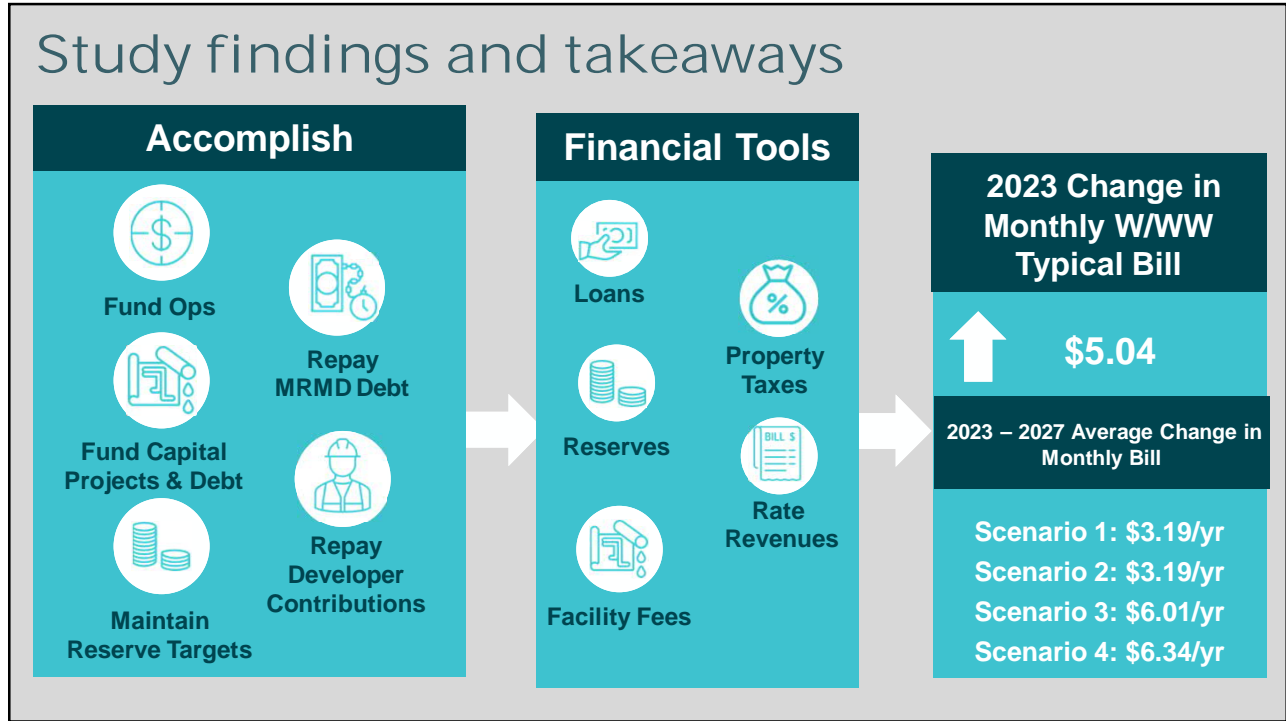 Study findings and takeaways
Accomplish
Fund Ops
Repay
MRMD Debt
Fund Capital
Projects & Debt
Repay
Developer
Contributions
Maintain
Reserve Targets
Financial Tools
Loans
Property
Taxes
Reserves
BILL $
Rate
Revenues
Facility Fees
2023 Change in
Monthly W/WW
Typical Bill
$5.04
2023 – 2027 Average Change in
Monthly Bill
Scenario 1: $3.19/yr
Scenario 2: $3.19/yr
Scenario 3: $6.01/yr
Scenario 4: $6.34/yr